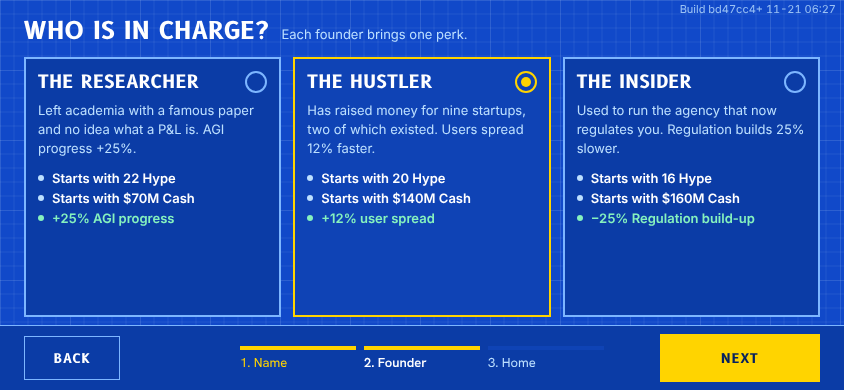 Build bd47cc4+ 11-21 06:27
WHO IS IN CHARGE? Each founder brings one perk.
THE RESEARCHER
Left academia with a famous paper
and no idea what a P&L is. AGI
progress +25%.
Starts with 22 Hype
Starts with $70M Cash
+25% AGI progress
THE HUSTLER
Has raised money for nine startups,
two of which existed. Users spread
12% faster.
Starts with 20 Hype
Starts with $140M Cash
+12% user spread
THE INSIDER
Used to run the agency that now
regulates you. Regulation builds 25%
slower.
Starts with 16 Hype
Starts with $160M Cash
−25% Regulation build-up
BACK
1. Name
2. Founder
3. Home
NEXT